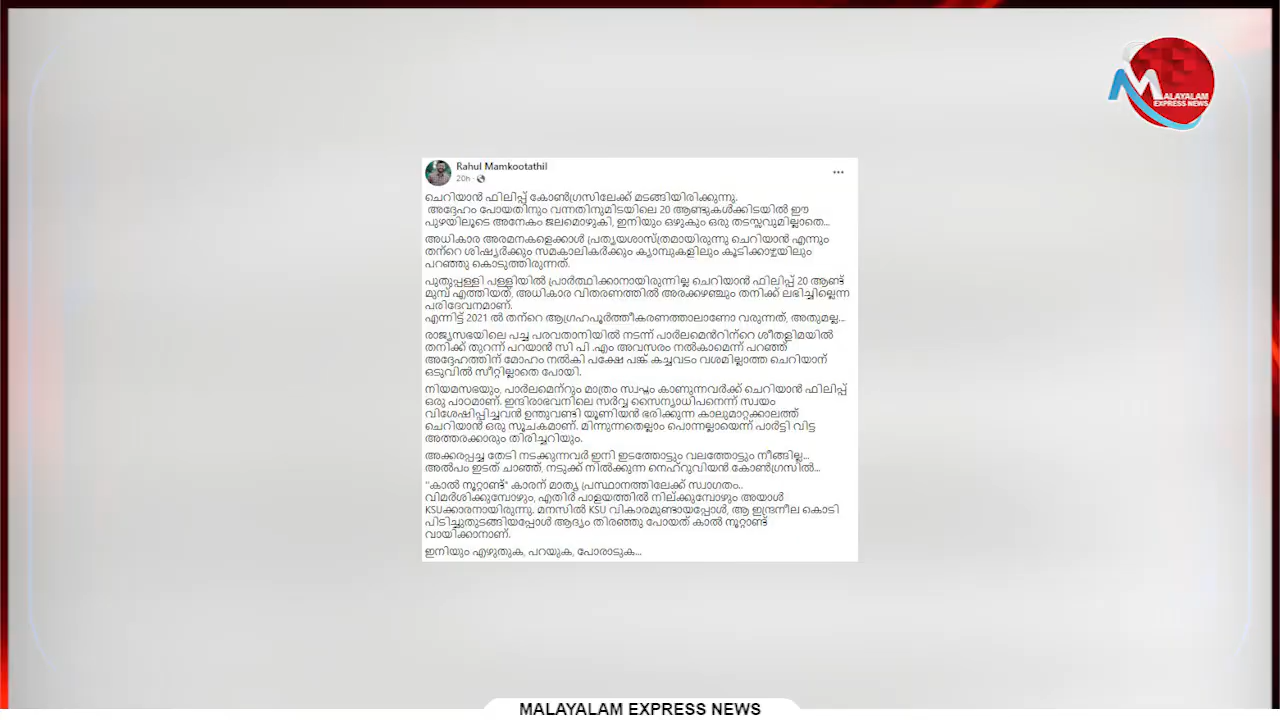 MALAYALAM
EXPRESS NEWS
Rahul Mamkootathil
20h
ചെറിയാൻ ഫിലിപ്പ് കോൺഗ്രസിലേക്ക് മടങ്ങിയിരിക്കുന്നു.
അദ്ദേഹം പോയതിനും വന്നതിനുമിടയിലെ 20 ആണ്ടുകൾക്കിടയിൽ ഈ
പുഴയിലൂടെ അനേകം ജലമൊഴുകി, ഇനിയും ഒഴുകും ഒരു തടസ്സവുമില്ലാതെ...
അധികാര അരമനകളെക്കാൾ പ്രത്യയശാസ്ത്രമായിരുന്നു ചെറിയാൻ എന്നും
തന്റെ ശിഷ്യർക്കും സമകാലികർക്കും ക്യാമ്പുകളിലും കൂടിക്കാഴ്ചയിലും
പറഞ്ഞു കൊടുത്തിരുന്നത്.
പുതുപ്പള്ളി പള്ളിയിൽ പ്രാർത്ഥിക്കാനായിരുന്നില്ല ചെറിയാൻ ഫിലിപ്പ് 20 ആണ്ട്
മുമ്പ് എത്തിയത്, അധികാര വിതരണത്തിൽ അരക്കഴഞ്ചും തനിക്ക് ലഭിച്ചില്ലെന്ന
പരിദേവനമാണ്.
എന്നിട്ട് 2021 ൽ തന്റെ ആഗ്രഹപൂർത്തീകരണത്താലാണോ വരുന്നത്, അതുമല്ല...
രാജ്യസഭയിലെ പച്ച പരവതാനിയിൽ നടന്ന് പാർലമെൻറിന്റെ ശീതളിമയിൽ
തനിക്ക് തുറന്ന് പറയാൻ സി പി .എം അവസരം നൽകാമെന്ന് പറഞ്ഞ്
അദ്ദേഹത്തിന് മോഹം നൽകി പക്ഷേ പങ്ക് കച്ചവടം വശമില്ലാത്ത ചെറിയാന്
ഒടുവിൽ സീറ്റില്ലാതെ പോയി.
നിയമസഭയും, പാർലമെന്റും മാത്രം സ്വപ്നം കാണുന്നവർക്ക് ചെറിയാൻ ഫിലിപ്പ്
ഒരു പാഠമാണ്. ഇന്ദിരാഭവനിലെ സർവ്വ സൈന്യാധിപനെന്ന് സ്വയം
വിശേഷിപ്പിച്ചവൻ ഉന്തുവണ്ടി യൂണിയൻ ഭരിക്കുന്ന കാലുമാറ്റക്കാലത്ത്
ചെറിയാൻ ഒരു സൂചകമാണ്. മിന്നുന്നതെല്ലാം പൊന്നല്ലായെന്ന് പാർട്ടി വിട്ട
അത്തരക്കാരും തിരിച്ചറിയും.
അക്കരപ്പച്ച തേടി നടക്കുന്നവർ ഇനി ഇടത്തോട്ടും വലത്തോട്ടും നീങ്ങില്ല...
അൽപം ഇടത് ചാഞ്ഞ്, നടുക്ക് നിൽക്കുന്ന നെഹ്റുവിയൻ കോൺഗ്രസിൽ...
"കാൽ നൂറ്റാണ്ട്" കാരന് മാതൃ പ്രസ്ഥാനത്തിലേക്ക് സ്വാഗതം..
വിമർശിക്കുമ്പോഴും, എതിർ പാളയത്തിൽ നില്ക്കുമ്പോഴും അയാൾ
KSUക്കാരനായിരുന്നു. മനസിൽ KSU വികാരമുണ്ടായപ്പോൾ, ആ ഇന്ദ്രനീല കൊടി
പിടിച്ചുതുടങ്ങിയപ്പോൾ ആദ്യം തിരഞ്ഞു പോയത് കാൽ നൂറ്റാണ്ട്
വായിക്കാനാണ്.
ഇനിയും എഴുതുക, പറയുക, പോരാടുക...
MALAYALAM EXPRESS NEWS